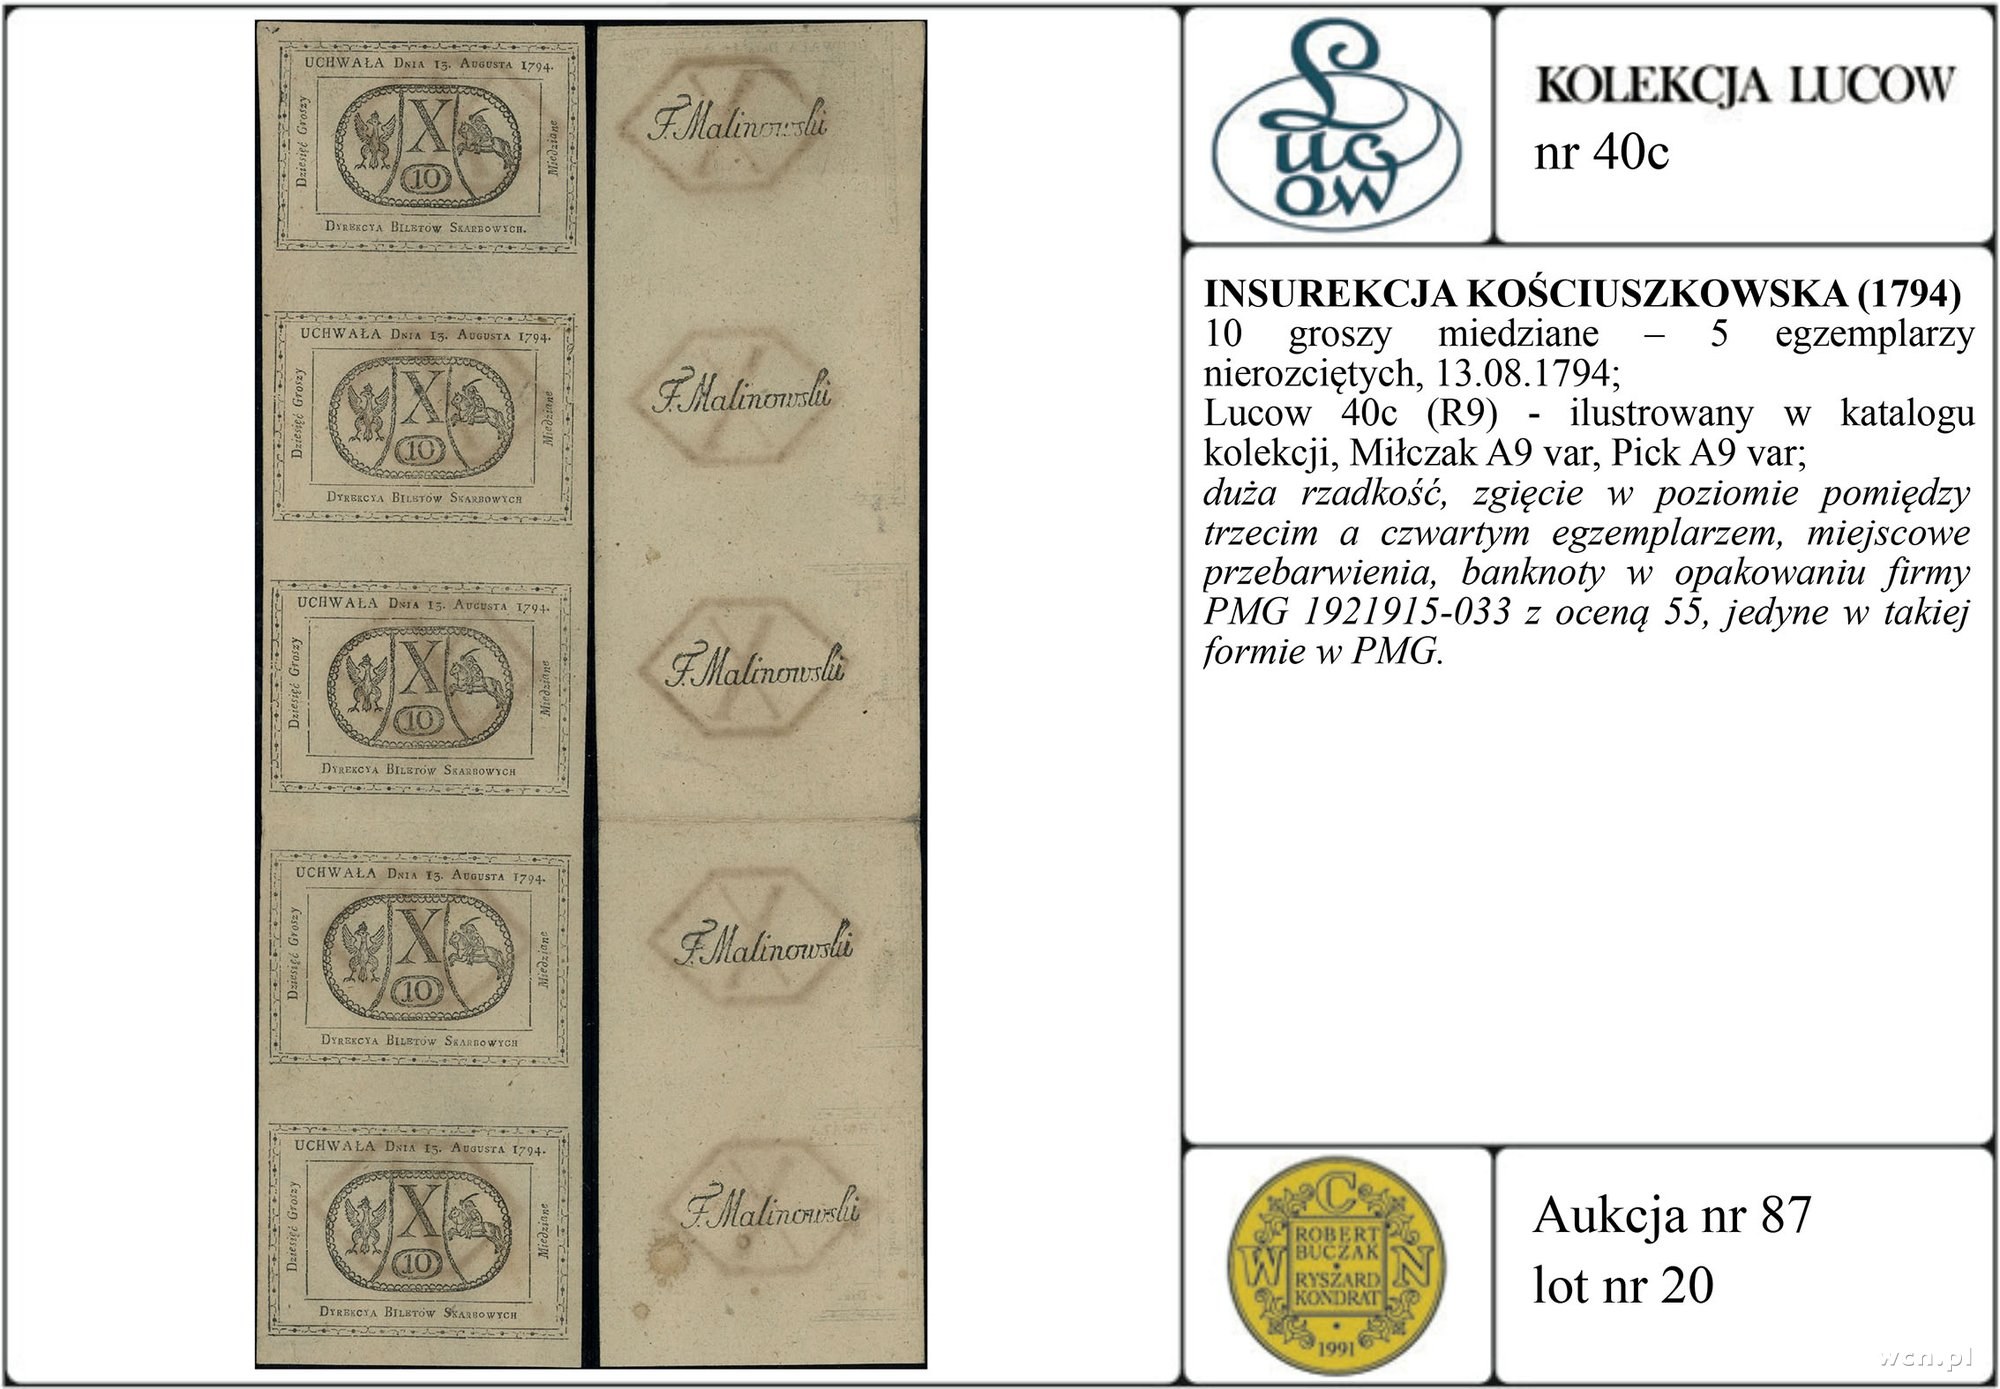 UCHWAŁA DNIA 13. AUGUSTA 1794.
Dziesięć Groszy
X
10
Miedziane
DYREKCYA BILETÓW SKARBOWYCH.
UCHWAŁA DNIA 13. AUGUSTA 1794.
Dziesięć Groszy
X
10
Miedziane
DYREKCYA BILETÓW SKARBOWYCH
UCHWAŁA DNIA 13. AUGUSTA 1794.
Dziesięć Groszy
X
10
Miedziane
DYREKCYA BILETÓW SKARBOWYCH
UCHWAŁA DNIA 13. AUGUSTA 1794.
Dziesięć Groszy
X
10
Miedziane
DYREKCYA BILETÓW SKARBOWYCH
UCHWAŁA DNIA 13. AUGUSTA 1794.
Dziesięć Groszy
X
10
Miedziane
DYREKCYA BILETÓW SKARBOWYCH
X
F. Malinowski
X
F. Malinowski
X
F. Malinowski
X
F. Malinowski
X
F. Malinowski
Lucow
KOLEKCJA LUCOW
nr 40c
INSUREKCJA KOŚCIUSZKOWSKA (1794)
10 groszy miedziane – 5 egzemplarzy
nierozciętych, 13.08.1794;
Lucow 40c (R9) - ilustrowany w katalogu
kolekcji, Miłczak A9 var, Pick A9 var;
duża rzadkość, zgięcie w poziomie pomiędzy
trzecim a czwartym egzemplarzem, miejscowe
przebarwienia, banknoty w opakowaniu firmy
PMG 1921915-033 z oceną 55, jedyne w takiej
formie w PMG.
W C N
ROBERT
BUCZAK
RYSZARD
KONDRAT
1991
Aukcja nr 87
lot nr 20
wcn.pl